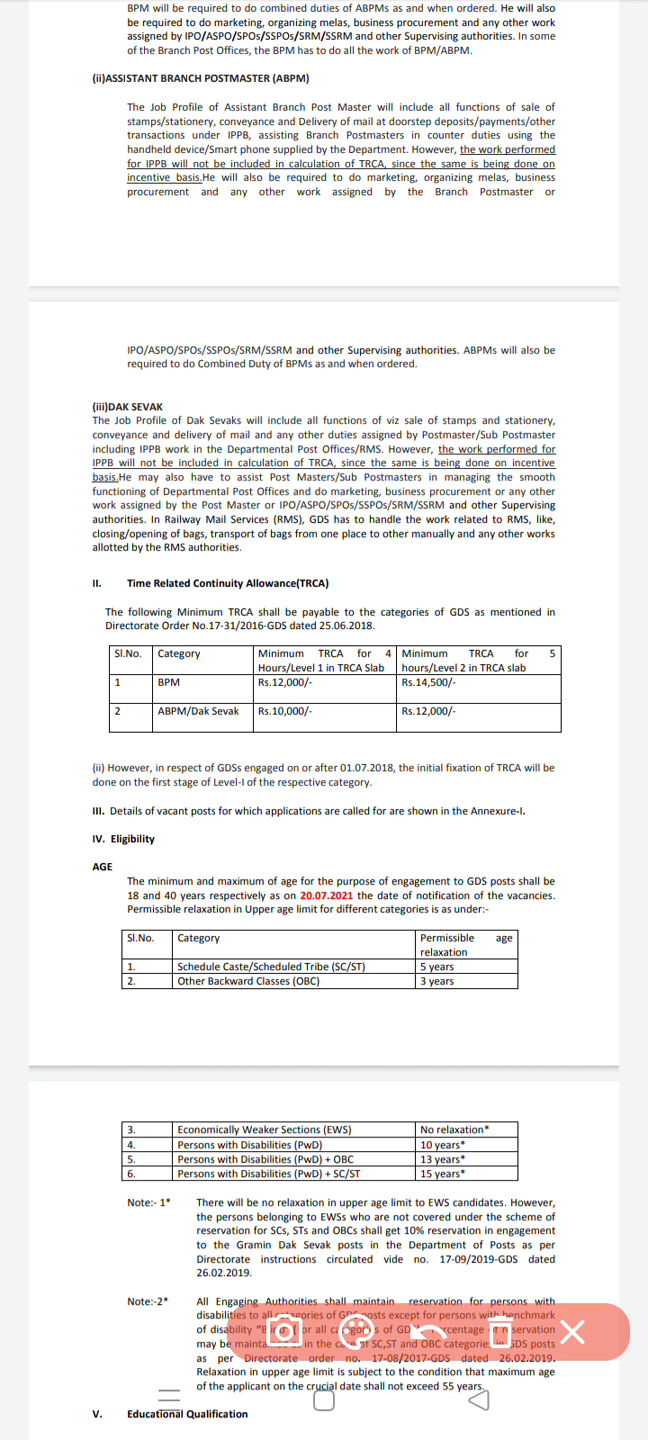 BPM will be required to do combined duties of ABPMs as and when ordered. He will also
be required to do marketing, organizing melas, business procurement and any other work
assigned by IPO/ASPO/SPOs/SSPOs/SRM/SSRM and other Supervising authorities. In some
of the Branch Post Offices, the BPM has to do all the work of BPM/ABPM.
(ii)ASSISTANT BRANCH POSTMASTER (ABPM)
The Job Profile of Assistant Branch Post Master will include all functions of sale of
stamps/stationery, conveyance and Delivery of mail at doorstep deposits/payments/other
transactions under IPPB, assisting Branch Postmasters in counter duties using the
handheld device/Smart phone supplied by the Department. However, the work performed
for IPPB will not be included in calculation of TRCA, since the same is being done on
incentive basis.He will also be required to do marketing, organizing melas, business
procurement and any other work assigned by the Branch Postmaster or
IPO/ASPO/SPOs/SSPOs/SRM/SSRM and other Supervising authorities. ABPMs will also be
required to do Combined Duty of BPMs as and when ordered.
(iii)DAK SEVAK
The Job Profile of Dak Sevaks will include all functions of viz sale of stamps and stationery,
conveyance and delivery of mail and any other duties assigned by Postmaster/Sub Postmaster
including IPPB work in the Departmental Post Offices/RMS. However, the work performed for
IPPB will not be included in calculation of TRCA, since the same is being done on incentive
basis.He may also have to assist Post Masters/Sub Postmasters in managing the smooth
functioning of Departmental Post Offices and do marketing, business procurement or any other
work assigned by the Post Master or IPO/ASPO/SPOs/SSPOs/SRM/SSRM and other Supervising
authorities. In Railway Mail Services (RMS), GDS has to handle the work related to RMS, like,
closing/opening of bags, transport of bags from one place to other manually and any other works
allotted by the RMS authorities.
II. Time Related Continuity Allowance(TRCA)
The following Minimum TRCA shall be payable to the categories of GDS as mentioned in
Directorate Order No.17-31/2016-GDS dated 25.06.2018.
Sl.No. Category Minimum TRCA for 4 Minimum TRCA for 5
Hours/Level 1 in TRCA Slab hours/Level 2 in TRCA slab
1 BPM Rs.12,000/- Rs.14,500/-
2 ABPM/Dak Sevak Rs.10,000/- Rs.12,000/-
(ii) However, in respect of GDSs engaged on or after 01.07.2018, the initial fixation of TRCA will be
done on the first stage of Level-I of the respective category.
III. Details of vacant posts for which applications are called for are shown in the Annexure-I.
IV. Eligibility
AGE
The minimum and maximum of age for the purpose of engagement to GDS posts shall be
18 and 40 years respectively as on 20.07.2021 the date of notification of the vacancies.
Permissible relaxation in Upper age limit for different categories is as under:-
Sl.No. Category Permissible age
relaxation
1. Schedule Caste/Scheduled Tribe (SC/ST) 5 years
2. Other Backward Classes (OBC) 3 years
3. Economically Weaker Sections (EWS) No relaxation*
4. Persons with Disabilities (PwD) 10 years*
5. Persons with Disabilities (PwD) + OBC 13 years*
6. Persons with Disabilities (PwD) + SC/ST 15 years*
Note:- 1* There will be no relaxation in upper age limit to EWS candidates. However,
the persons belonging to EWSs who are not covered under the scheme of
reservation for SCs, STs and OBCs shall get 10% reservation in engagement
to the Gramin Dak Sevak posts in the Department of Posts as per
Directorate instructions circulated vide no. 17-09/2019-GDS dated
26.02.2019.
Note:-2* All Engaging Authorities shall maintain reservation for persons with
disabilities to all categories of GDS posts except for persons with benchmark
of disability for all of reservation
may be in the SC,ST and OBC categories in GDS posts
as per Directorate order no. 17-08/2017-GDS dated 26.02.2019.
Relaxation in upper age limit is subject to the condition that maximum age
of the applicant on the crucial date shall not exceed 55 years.
V. Educational Qualification